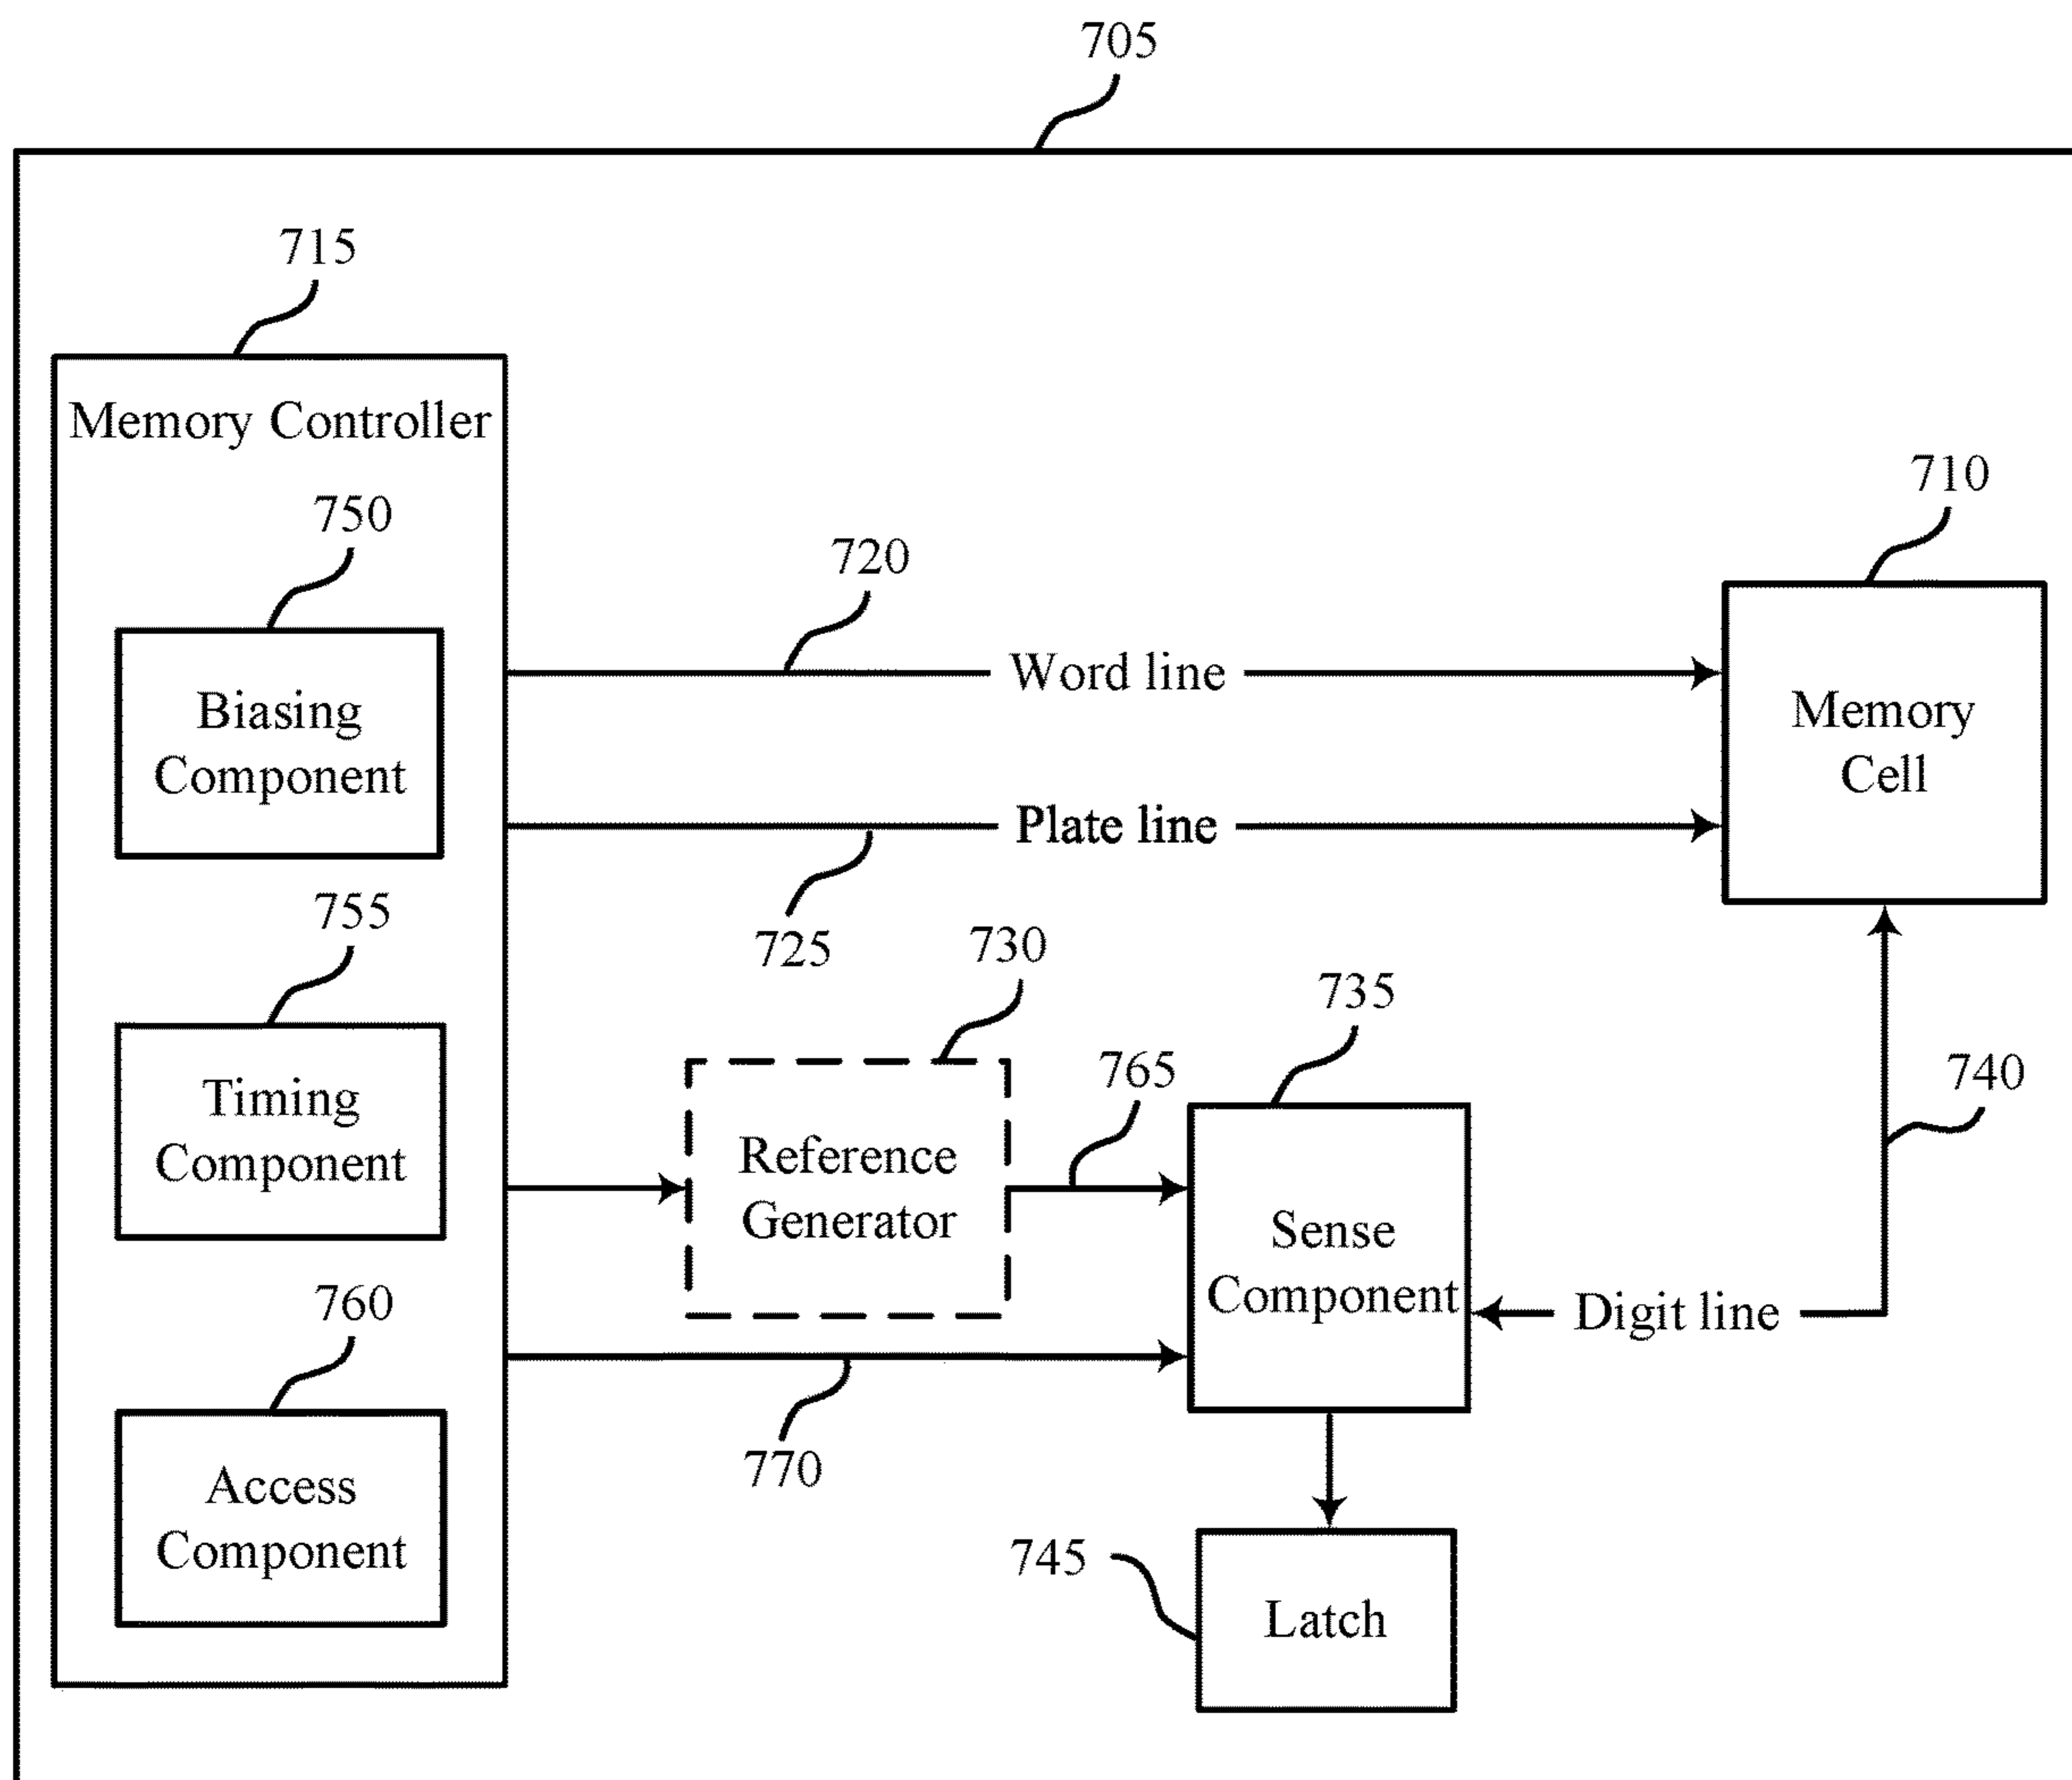 705
715
Memory Controller
710
750
720
Word line
Biasing
Component
Memory
Cell
Plate line
755
725
730
735
765
740
Timing
Component
Reference
Generator
Sense
Component
760
Digit line
770
Access
Component
745
Latch